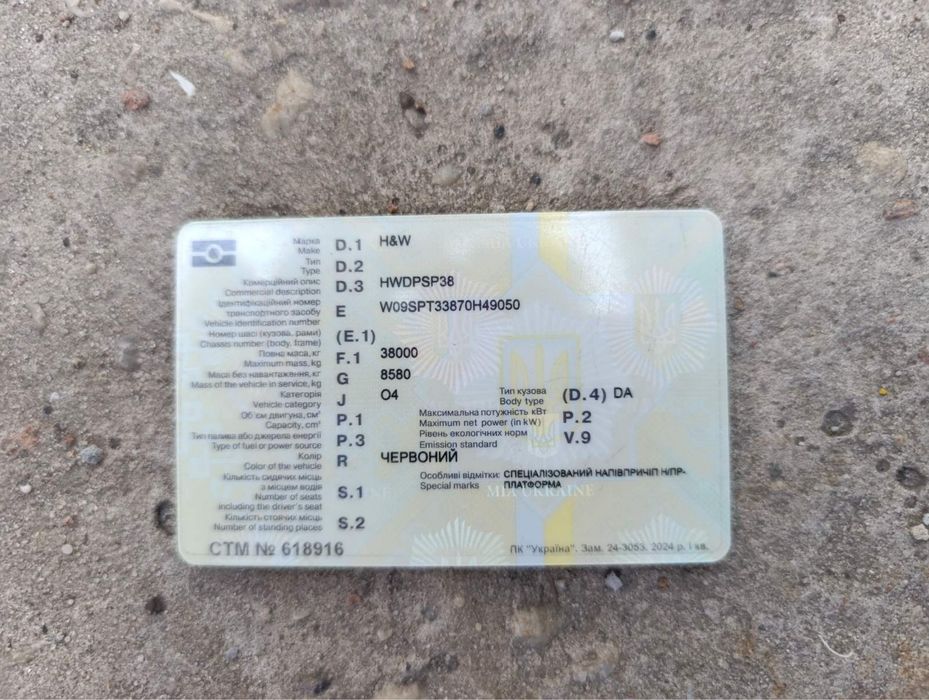 Марка
Make
D.1 H&W
Тип
Type
D.2
Комерційний опис
Commercial description
D.3 HWDPSP38
Ідентифікаційний номер
транспортного засобу
Vehicle identification number
E W09SPT33870H49050
Номер шасі (кузова, рами)
Chassis number (body, frame)
(E.1)
Повна маса, кг
Maximum mass, kg
F.1 38000
Маса без навантаження, кг
Mass of the vehicle in service, kg
G 8580
Категорія
Vehicle category
J O4
Тип кузова
Body type
(D.4) DA
Об'єм двигуна, см³
Capacity, cm³
P.1
Максимальна потужність кВт
Maximum net power (in kW)
P.2
Тип палива або джерела енергії
Type of fuel or power source
P.3
Рівень екологічних норм
Emission standard
V.9
Колір
Color of the vehicle
R ЧЕРВОНИЙ
Кількість сидячих місць
з місцем водія
Number of seats
including the driver's seat
S.1
Особливі відмітки: СПЕЦІАЛІЗОВАНИЙ НАПІВПРИЧІП Н/ПР-
Special marks ПЛАТФОРМА
MIA UKRAINE
Кількість стоячих місць
Number of standing places
S.2
СТМ № 618916
ПК "Україна". Зам. 24-3053. 2024 р. І кв.